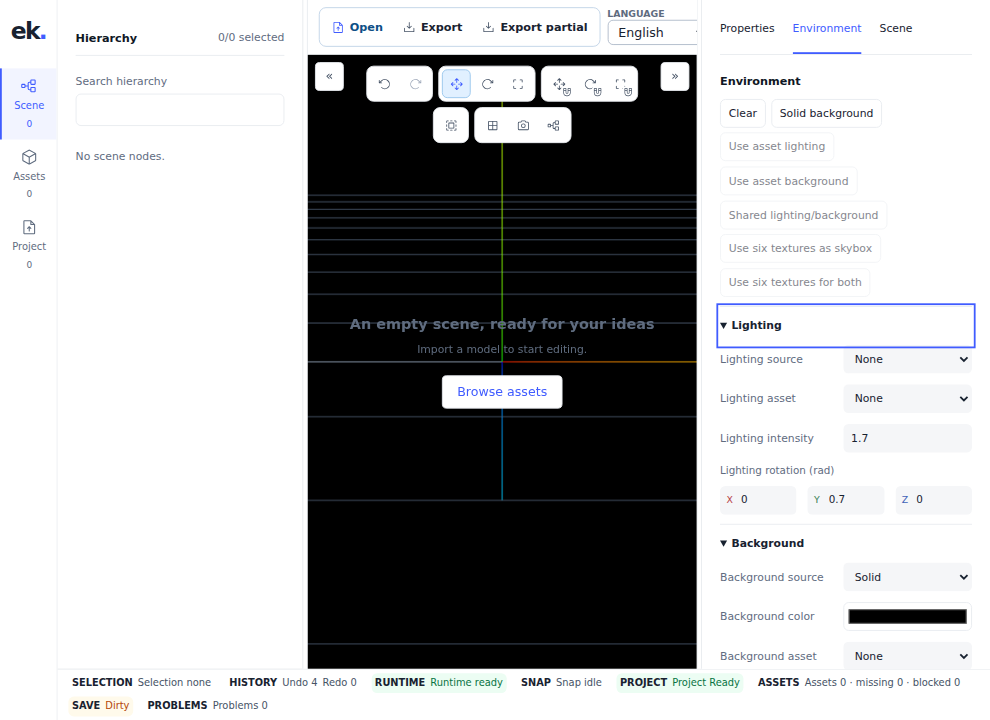 ek.
Scene
0
Assets
0
Project
0
Hierarchy
0/0 selected
Search hierarchy
No scene nodes.
Open
Export
Export partial
LANGUAGE
English
«
»
An empty scene, ready for your ideas
Import a model to start editing.
Browse assets
Properties
Environment
Scene
Environment
Clear
Solid background
Use asset lighting
Use asset background
Shared lighting/background
Use six textures as skybox
Use six textures for both
▼ Lighting
Lighting source
None
Lighting asset
None
Lighting intensity
1.7
Lighting rotation (rad)
X 0
Y 0.7
Z 0
▼ Background
Background source
Solid
Background color
Background asset
None
SELECTION Selection none
HISTORY Undo 4 Redo 0
RUNTIME Runtime ready
SNAP Snap idle
PROJECT Project Ready
ASSETS Assets 0 · missing 0 · blocked 0
SAVE Dirty
PROBLEMS Problems 0